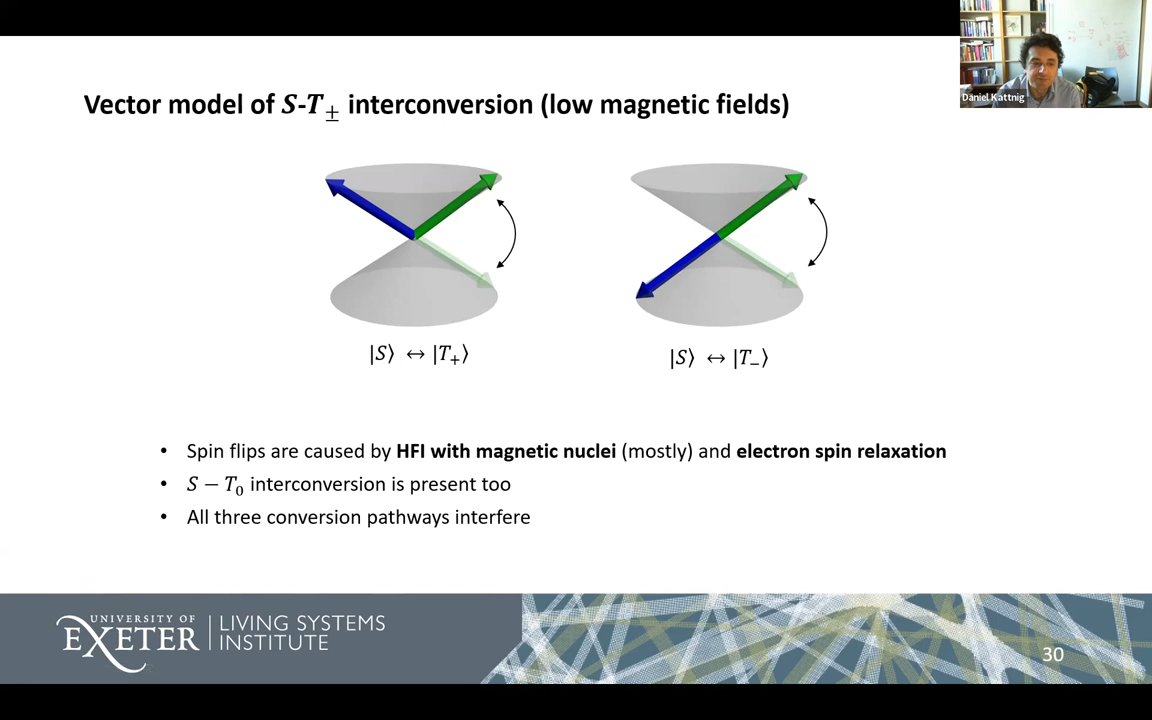 Daniel Kattnig
Vector model of S-T± interconversion (low magnetic fields)
|S⟩ ↔ |T₊⟩
|S⟩ ↔ |T₋⟩
• Spin flips are caused by HFI with magnetic nuclei (mostly) and electron spin relaxation
• S − T₀ interconversion is present too
• All three conversion pathways interfere
UNIVERSITY OF
EXETER
LIVING SYSTEMS
INSTITUTE
30